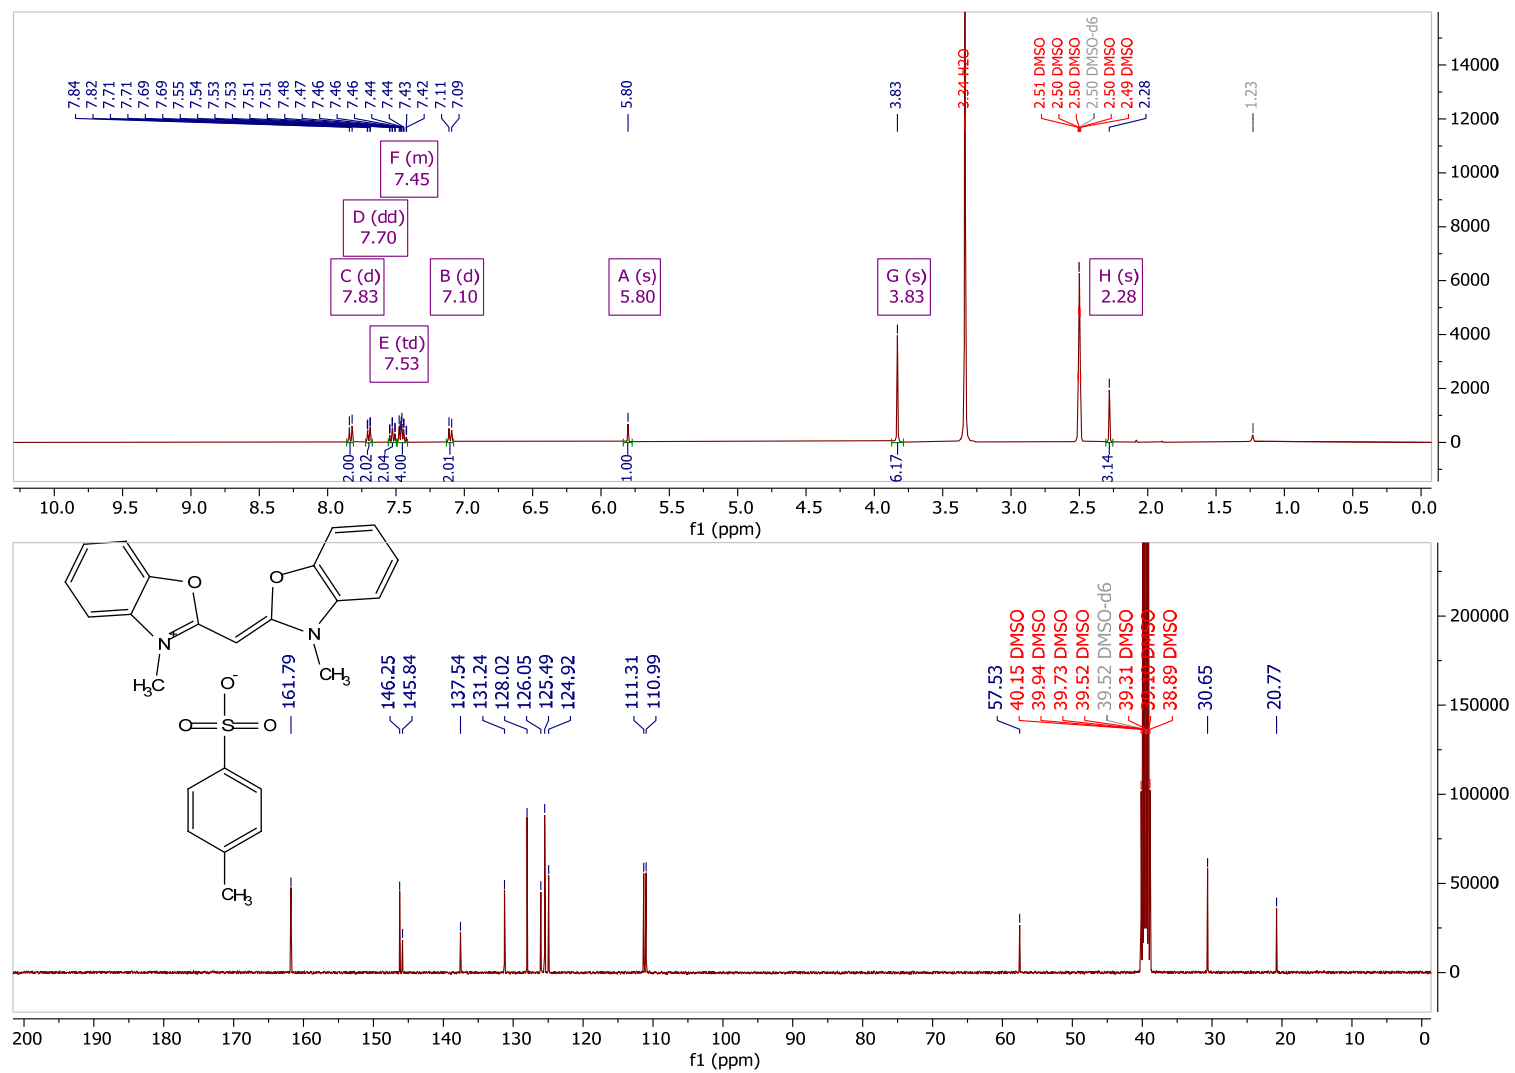 7.84
7.82
7.71
7.71
7.69
7.69
7.55
7.54
7.53
7.53
7.51
7.51
7.48
7.47
7.46
7.46
7.46
7.44
7.44
7.43
7.42
7.11
7.09
5.80
3.83
3.34 H2O
2.51 DMSO
2.50 DMSO
2.50 DMSO
2.50 DMSO-d6
2.50 DMSO
2.49 DMSO
2.28
1.23
F (m)
7.45
D (dd)
7.70
C (d)
7.83
B (d)
7.10
A (s)
5.80
G (s)
3.83
H (s)
2.28
E (td)
7.53
14000
12000
10000
8000
6000
4000
2000
0
2.00
2.02
2.04
4.00
2.01
1.00
6.17
3.14
10.0 9.5 9.0 8.5 8.0 7.5 7.0 6.5 6.0 5.5 5.0 4.5 4.0 3.5 3.0 2.5 2.0 1.5 1.0 0.5 0.0
f1 (ppm)
O
O
N+
N
H3C
CH3
O-
O S O
CH3
161.79
146.25
145.84
137.54
131.24
128.02
126.05
125.49
124.92
111.31
110.99
57.53
40.15 DMSO
39.94 DMSO
39.73 DMSO
39.52 DMSO
39.52 DMSO-d6
39.31 DMSO
39.10 DMSO
38.89 DMSO
30.65
20.77
200000
150000
100000
50000
0
200 190 180 170 160 150 140 130 120 110 100 90 80 70 60 50 40 30 20 10 0
f1 (ppm)